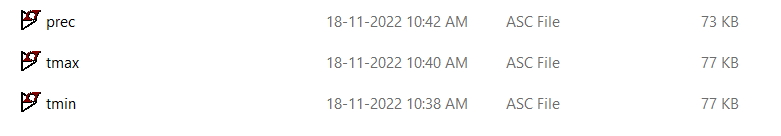 prec 18-11-2022 10:42 AM ASC File 73 KB
tmax 18-11-2022 10:40 AM ASC File 77 KB
tmin 18-11-2022 10:38 AM ASC File 77 KB